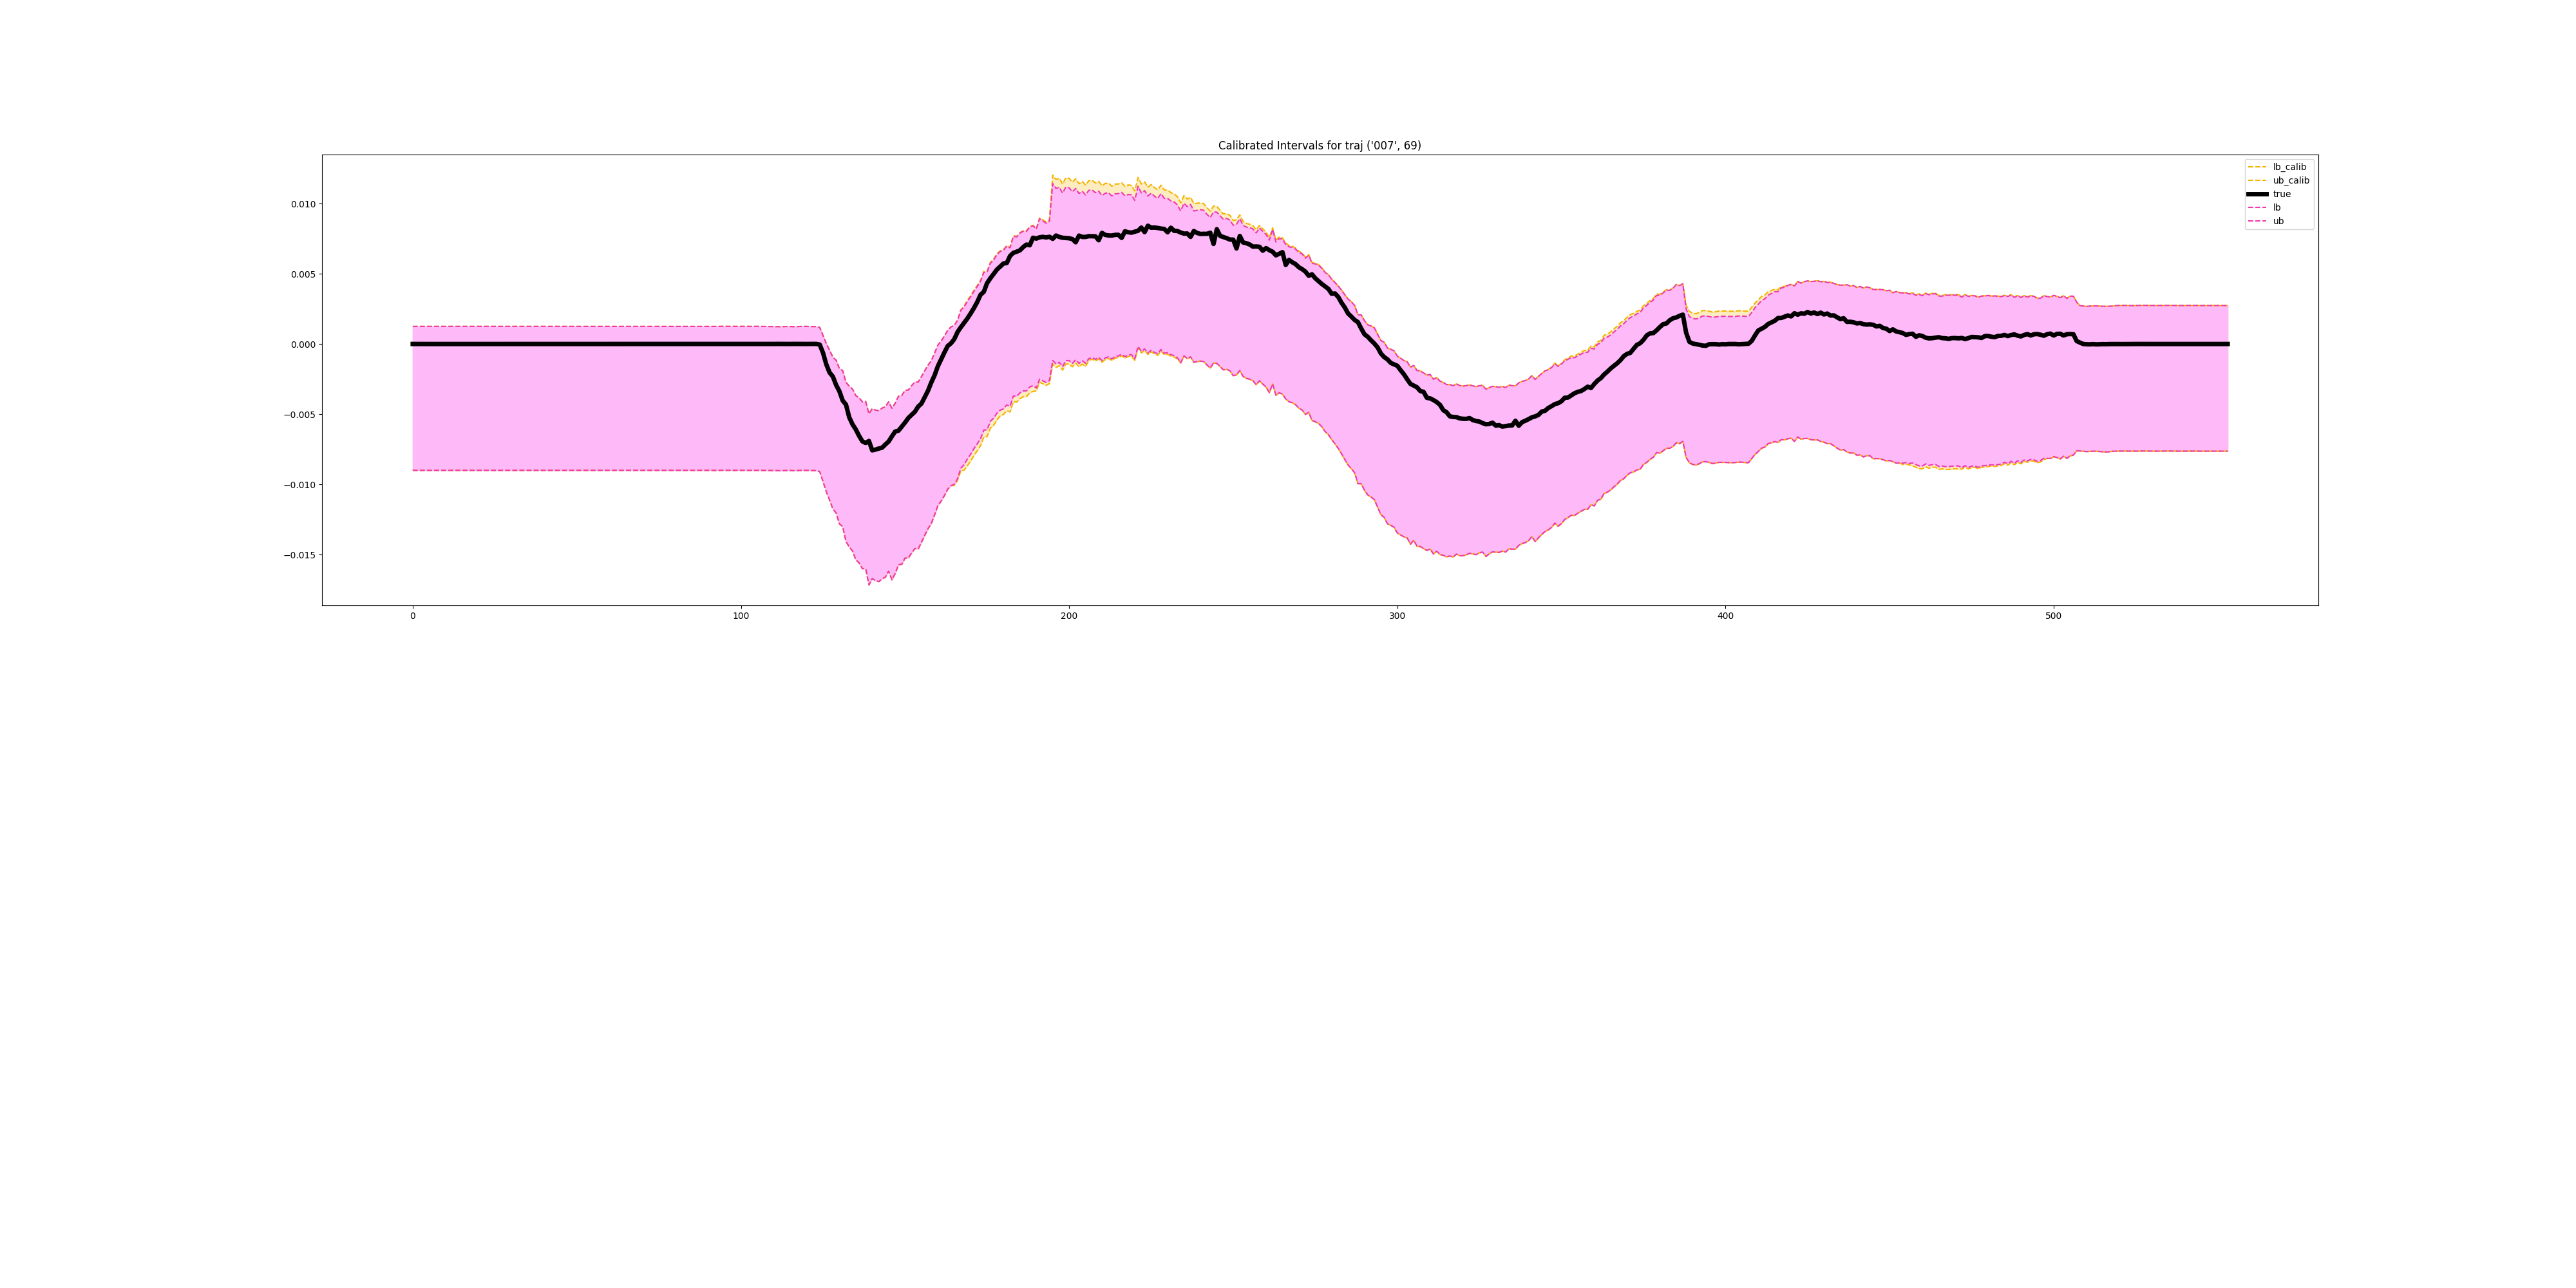 Calibrated Intervals for traj ('007', 69)
lb_calib
ub_calib
true
lb
ub
0.010
0.005
0.000
−0.005
−0.010
−0.015
0 100 200 300 400 500